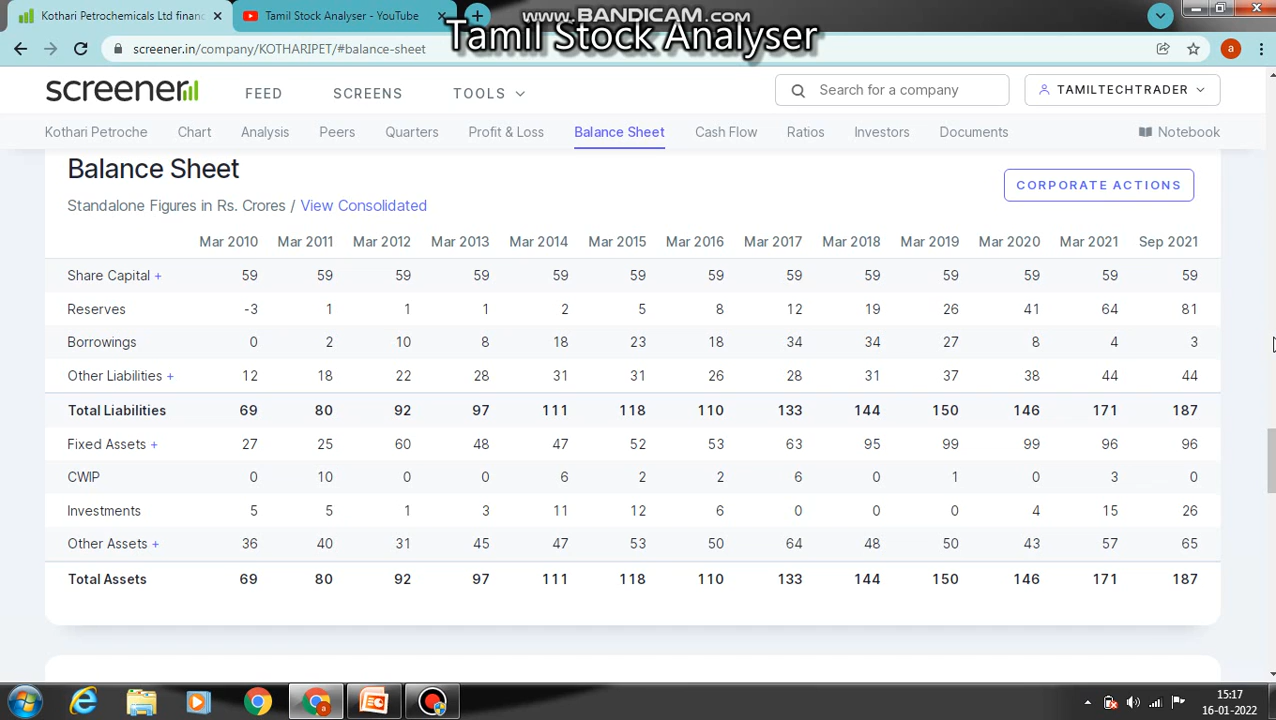 Kothari Petrochemicals Ltd financ
Tamil Stock Analyser - YouTube
www.BANDICAM.com
Tamil Stock Analyser
screener.in/company/KOTHARIPET/#balance-sheet
a
screener
FEED
SCREENS
TOOLS
Search for a company
TAMILTECHTRADER
Kothari Petroche Chart Analysis Peers Quarters Profit & Loss Balance Sheet Cash Flow Ratios Investors Documents Notebook
Balance Sheet
CORPORATE ACTIONS
Standalone Figures in Rs. Crores / View Consolidated
Mar 2010 Mar 2011 Mar 2012 Mar 2013 Mar 2014 Mar 2015 Mar 2016 Mar 2017 Mar 2018 Mar 2019 Mar 2020 Mar 2021 Sep 2021
Share Capital + 59 59 59 59 59 59 59 59 59 59 59 59 59
Reserves -3 1 1 1 2 5 8 12 19 26 41 64 81
Borrowings 0 2 10 8 18 23 18 34 34 27 8 4 3
Other Liabilities + 12 18 22 28 31 31 26 28 31 37 38 44 44
Total Liabilities 69 80 92 97 111 118 110 133 144 150 146 171 187
Fixed Assets + 27 25 60 48 47 52 53 63 95 99 99 96 96
CWIP 0 10 0 0 6 2 2 6 0 1 0 3 0
Investments 5 5 1 3 11 12 6 0 0 0 4 15 26
Other Assets + 36 40 31 45 47 53 50 64 48 50 43 57 65
Total Assets 69 80 92 97 111 118 110 133 144 150 146 171 187
15:17
16-01-2022